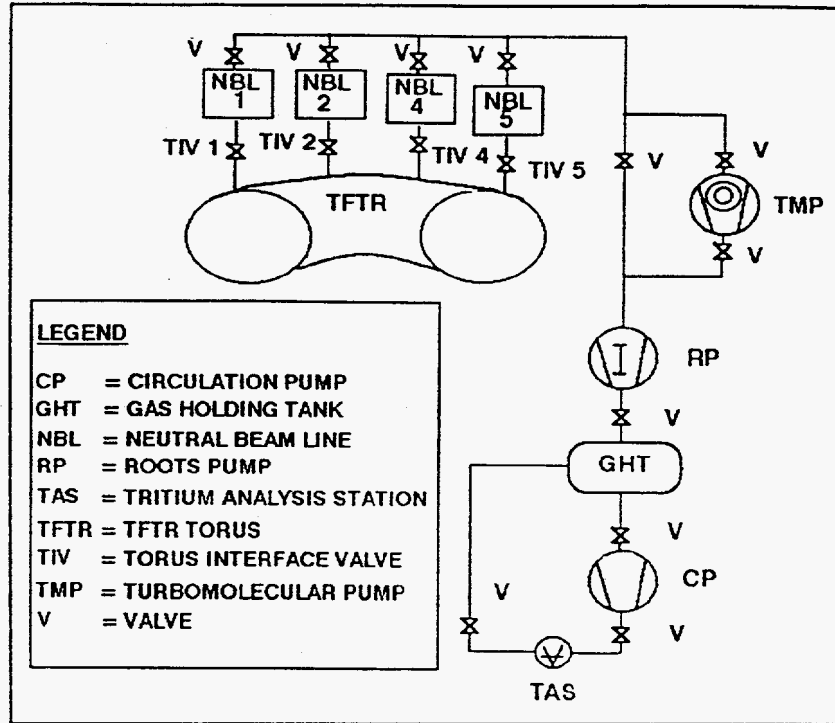 V V V V
NBL 1
NBL 2
NBL 4
NBL 5
TIV 1
TIV 2
TIV 4
TIV 5
TFTR
V V
TMP
V
RP
V
GHT
V
CP
V
V
TAS
LEGEND
CP = CIRCULATION PUMP
GHT = GAS HOLDING TANK
NBL = NEUTRAL BEAM LINE
RP = ROOTS PUMP
TAS = TRITIUM ANALYSIS STATION
TFTR = TFTR TORUS
TIV = TORUS INTERFACE VALVE
TMP = TURBOMOLECULAR PUMP
V = VALVE